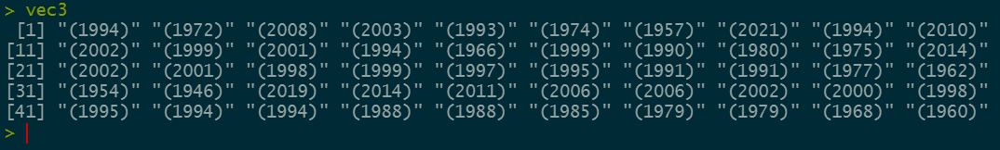 > vec3
 [1] "(1994)" "(1972)" "(2008)" "(2003)" "(1993)" "(1974)" "(1957)" "(2021)" "(1994)" "(2010)"
[11] "(2002)" "(1999)" "(2001)" "(1994)" "(1966)" "(1999)" "(1990)" "(1980)" "(1975)" "(2014)"
[21] "(2002)" "(2001)" "(1998)" "(1999)" "(1997)" "(1995)" "(1991)" "(1991)" "(1977)" "(1962)"
[31] "(1954)" "(1946)" "(2019)" "(2014)" "(2011)" "(2006)" "(2006)" "(2002)" "(2000)" "(1998)"
[41] "(1995)" "(1994)" "(1994)" "(1988)" "(1988)" "(1985)" "(1979)" "(1979)" "(1968)" "(1960)"
>